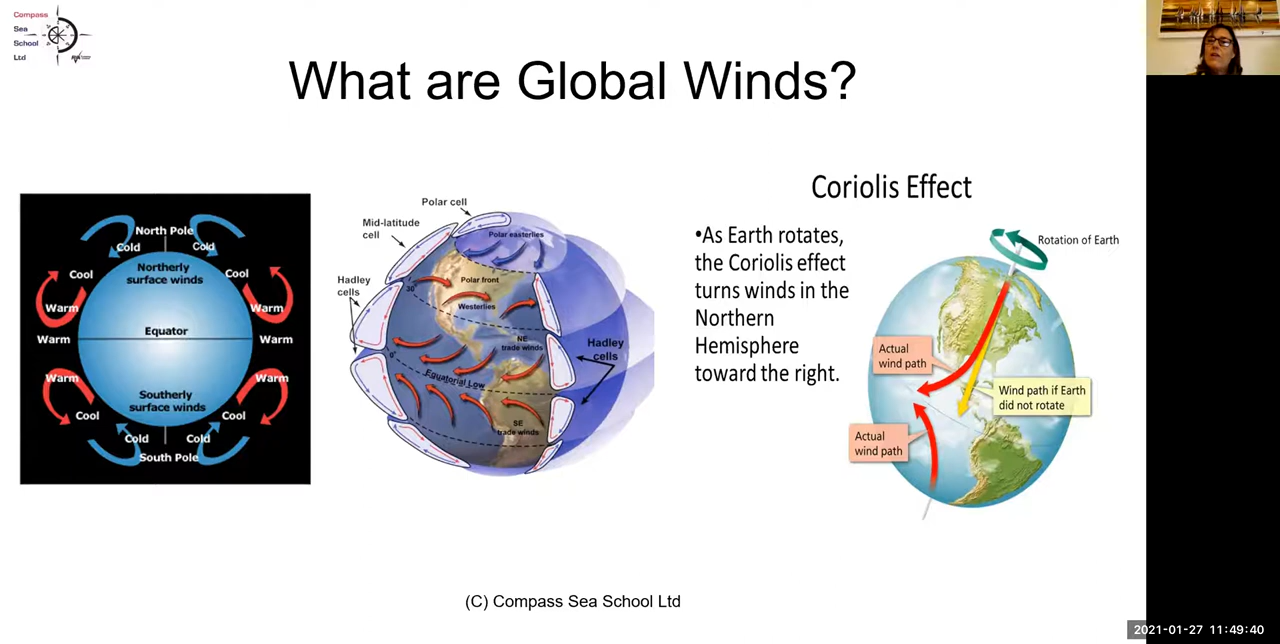 Compass
Sea
School
Ltd
What are Global Winds?
North Pole
Cold
Cold
Cool
Northerly
surface winds
Cool
Warm
Warm
Warm
Equator
Warm
Warm
Southerly
surface winds
Warm
Cool
Cool
Cold
Cold
South Pole
Polar cell
Mid-latitude
cell
Polar easterlies
Hadley
cells
Polar front
30°
Westerlies
NE
trade winds
0°
Hadley
cells
Equatorial Low
SE
trade winds
Coriolis Effect
•As Earth rotates,
the Coriolis effect
turns winds in the
Northern
Hemisphere
toward the right.
Rotation of Earth
Actual
wind path
Wind path if Earth
did not rotate
Actual
wind path
(C) Compass Sea School Ltd
2021-01-27 11:49:40